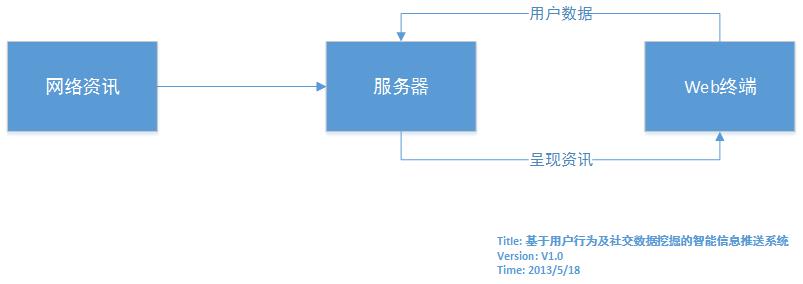 用户数据
网络资讯
服务器
Web终端
呈现资讯
Title: 基于用户行为及社交数据挖掘的智能信息推送系统
Version: V1.0
Time: 2013/5/18